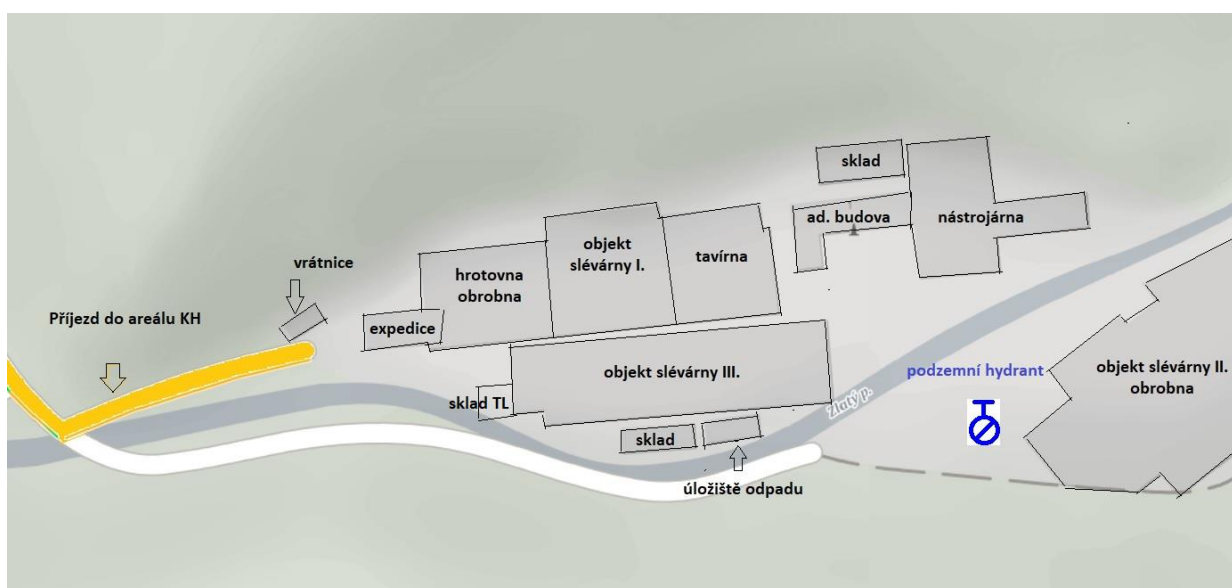 sklad
ad. budova
nástrojárna
objekt
slévárny I.
tavírna
vrátnice
hrotovna
obrobna
Příjezd do areálu KH
expedice
objekt slévárny III.
podzemní hydrant
objekt slévárny II.
obrobna
sklad TL
Zlatý p.
sklad
úložiště odpadu